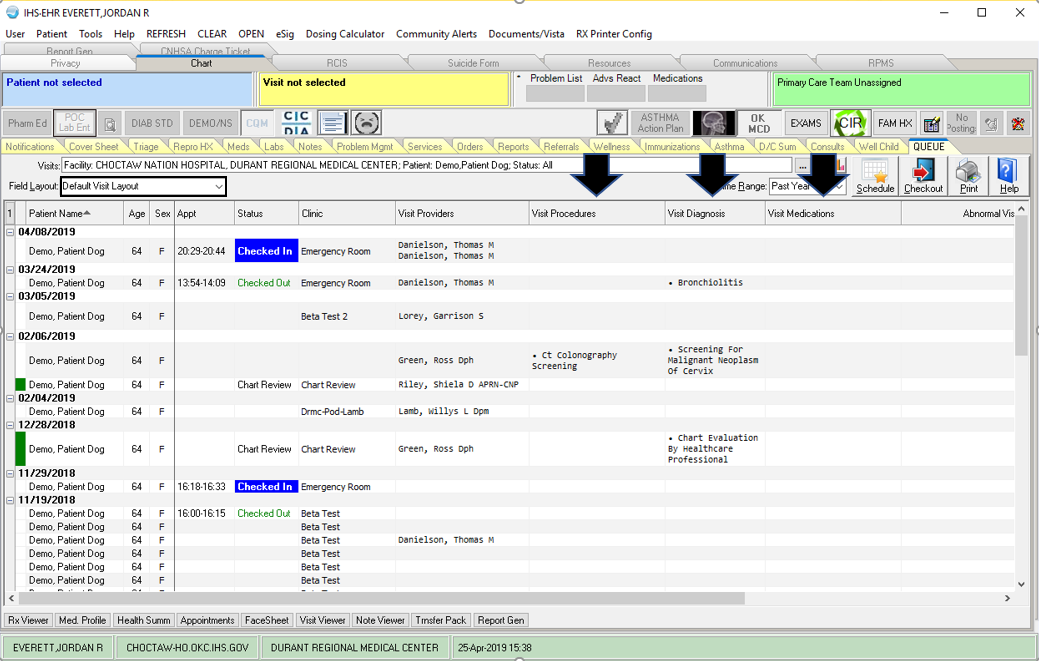 IHS-EHR EVERETT,JORDAN R
User Patient Tools Help REFRESH CLEAR OPEN eSig Dosing Calculator Community Alerts Documents/Vista RX Printer Config
Report Gen CNHSA Charge Ticket
Privacy Chart RCIS Suicide Form Resources Communications RPMS
Patient not selected Visit not selected Problem List Advs React Medications Primary Care Team Unassigned
Pharm Ed POC Lab Ent DIAB STD DEMO/NS CQM CIC DIA ASTHMA Action Plan OK MCD EXAMS CIR FAM HX No Posting:
Notifications Cover Sheet Triage Repro HX Meds Labs Notes Problem Mgmt Services Orders Reports Referrals Wellness Immunizations Asthma D/C Sum Consults Well Child QUEUE
Visits: Facility: CHOCTAW NATION HOSPITAL, DURANT REGIONAL MEDICAL CENTER; Patient: Demo,Patient Dog; Status: All ...
Field Layout: Default Visit Layout Range: Past Year Schedule Checkout Print Help
1 Patient Name Age Sex Appt Status Clinic Visit Providers Visit Procedures Visit Diagnosis Visit Medications Abnormal Vis
04/08/2019
Demo, Patient Dog 64 F 20:29-20:44 Checked In Emergency Room Danielson, Thomas M
Danielson, Thomas M
03/24/2019
Demo, Patient Dog 64 F 13:54-14:09 Checked Out Emergency Room Danielson, Thomas M • Bronchiolitis
03/05/2019
Demo, Patient Dog 64 F Beta Test 2 Lorey, Garrison S
02/06/2019
Demo, Patient Dog 64 F Green, Ross Dph • Ct Colonography Screening • Screening For Malignant Neoplasm Of Cervix
Demo, Patient Dog 64 F Chart Review Chart Review Riley, Shiela D APRN-CNP
02/04/2019
Demo, Patient Dog 64 F Drmc-Pod-Lamb Lamb, Willys L Dpm
12/28/2018
Demo, Patient Dog 64 F Chart Review Chart Review Green, Ross Dph • Chart Evaluation By Healthcare Professional
11/29/2018
Demo, Patient Dog 64 F 16:18-16:33 Checked In Emergency Room
11/19/2018
Demo, Patient Dog 64 F 16:00-16:15 Checked Out Beta Test
Demo, Patient Dog 64 F Beta Test
Demo, Patient Dog 64 F Beta Test Danielson, Thomas M
Demo, Patient Dog 64 F Beta Test
Demo, Patient Dog 64 F Beta Test
Demo, Patient Dog 64 F Beta Test
Rx Viewer Med. Profile Health Summ Appointments FaceSheet Visit Viewer Note Viewer Trnsfer Pack Report Gen
EVERETT,JORDAN R CHOCTAW-HO.OKC.IHS.GOV DURANT REGIONAL MEDICAL CENTER 25-Apr-2019 15:38